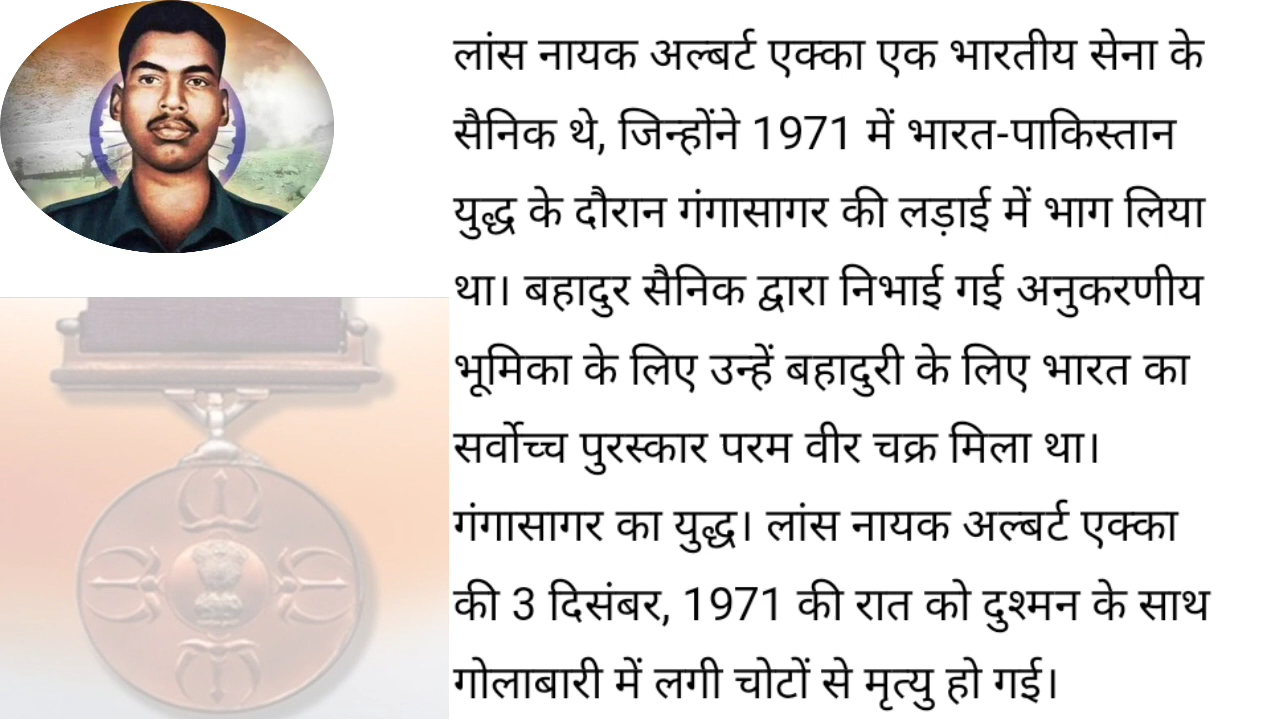 लांस नायक अल्बर्ट एक्का एक भारतीय सेना के
सैनिक थे, जिन्होंने 1971 में भारत-पाकिस्तान
युद्ध के दौरान गंगासागर की लड़ाई में भाग लिया
था। बहादुर सैनिक द्वारा निभाई गई अनुकरणीय
भूमिका के लिए उन्हें बहादुरी के लिए भारत का
सर्वोच्च पुरस्कार परम वीर चक्र मिला था।
गंगासागर का युद्ध। लांस नायक अल्बर्ट एक्का
की 3 दिसंबर, 1971 की रात को दुश्मन के साथ
गोलाबारी में लगी चोटों से मृत्यु हो गई।